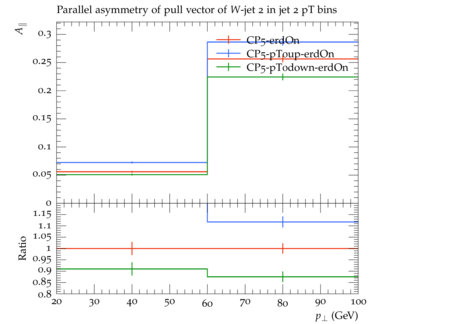 Parallel asymmetry of pull vector of W-jet 2 in jet 2 pT bins
A∥
0.3
0.25
0.2
0.15
0.1
0.05
0
CP5-erdOn
CP5-pToup-erdOn
CP5-pTodown-erdOn
Ratio
1.15
1.1
1.05
1
0.95
0.9
0.85
0.8
20 30 40 50 60 70 80 90 100
p⊥ (GeV)